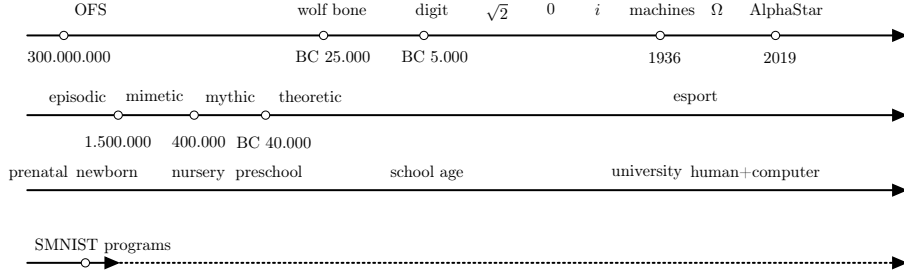 OFS wolf bone digit √2 0 i machines Ω AlphaStar
300.000.000 BC 25.000 BC 5.000 1936 2019
episodic mimetic mythic theoretic esport
1.500.000 400.000 BC 40.000
prenatal newborn nursery preschool school age university human+computer
SMNIST programs